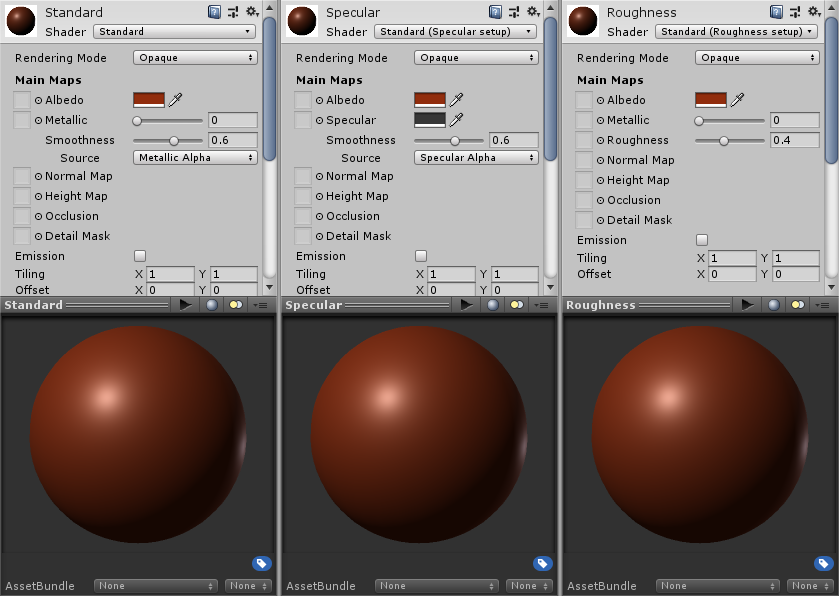 Standard
Shader Standard
Rendering Mode Opaque
Main Maps
Albedo
Metallic 0
Smoothness 0.6
Source Metallic Alpha
Normal Map
Height Map
Occlusion
Detail Mask
Emission
Tiling X 1 Y 1
Offset X 0 Y 0
Standard
AssetBundle None None
Specular
Shader Standard (Specular setup)
Rendering Mode Opaque
Main Maps
Albedo
Specular
Smoothness 0.6
Source Specular Alpha
Normal Map
Height Map
Occlusion
Detail Mask
Emission
Tiling X 1 Y 1
Offset X 0 Y 0
Specular
AssetBundle None None
Roughness
Shader Standard (Roughness setup)
Rendering Mode Opaque
Main Maps
Albedo
Metallic 0
Roughness 0.4
Normal Map
Height Map
Occlusion
Detail Mask
Emission
Tiling X 1 Y 1
Offset X 0 Y 0
Roughness
AssetBundle None None